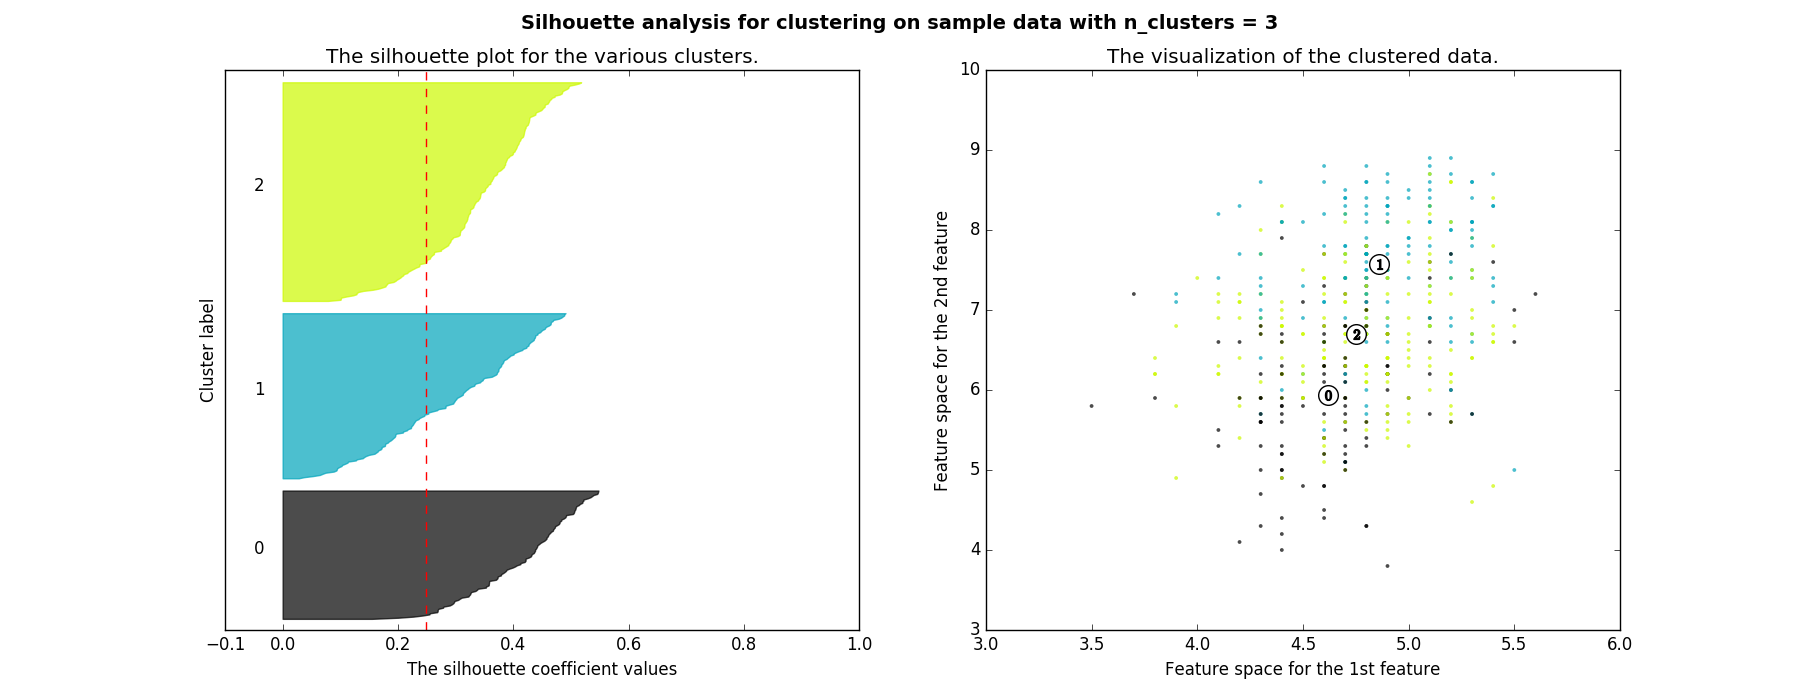 Silhouette analysis for clustering on sample data with n_clusters = 3
The silhouette plot for the various clusters.
Cluster label
2
1
0
−0.1 0.0 0.2 0.4 0.6 0.8 1.0
The silhouette coefficient values
The visualization of the clustered data.
Feature space for the 2nd feature
10
9
8
7
6
5
4
3
1
2
0
3.0 3.5 4.0 4.5 5.0 5.5 6.0
Feature space for the 1st feature